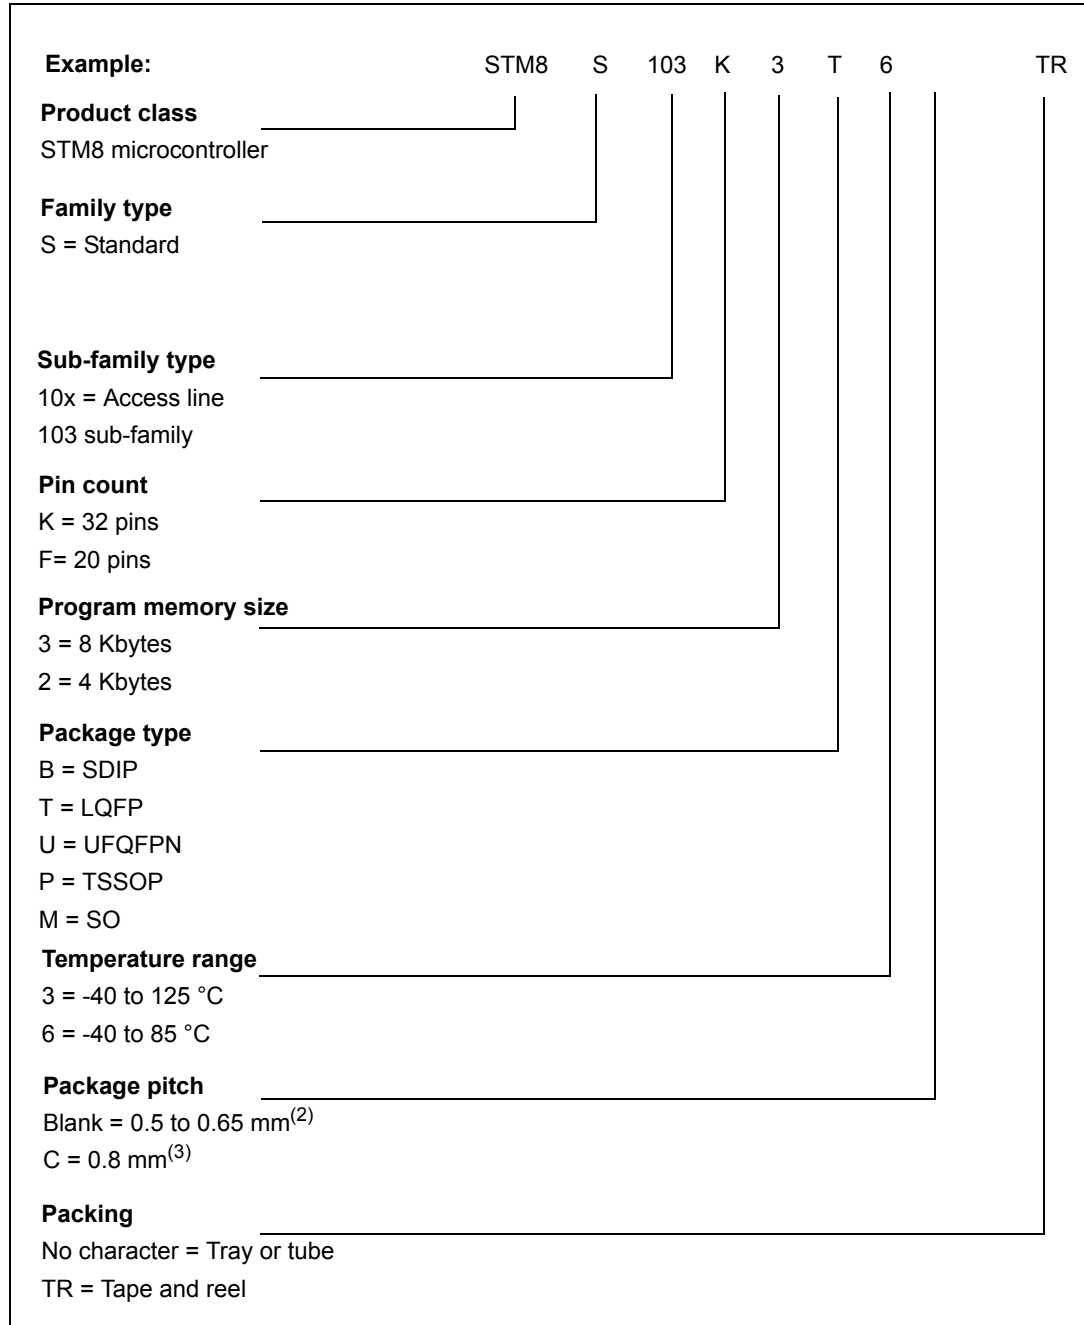 Example: STM8 S 103 K 3 T 6 TR
Product class
STM8 microcontroller
Family type
S = Standard
Sub-family type
10x = Access line
103 sub-family
Pin count
K = 32 pins
F= 20 pins
Program memory size
3 = 8 Kbytes
2 = 4 Kbytes
Package type
B = SDIP
T = LQFP
U = UFQFPN
P = TSSOP
M = SO
Temperature range
3 = -40 to 125 °C
6 = -40 to 85 °C
Package pitch
Blank = 0.5 to 0.65 mm(2)
C = 0.8 mm(3)
Packing
No character = Tray or tube
TR = Tape and reel